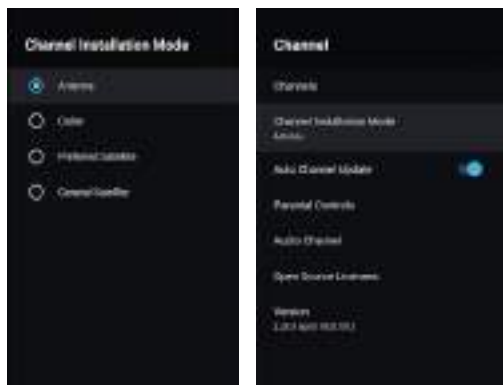 Channel Installation Mode
Antenna
Cable
Preferred Satellite
General Satellite
Channel
Channels
Channel Installation Mode
Antenna
Auto Channel Update
Parental Controls
Audio Channel
Open Source Licenses
Version